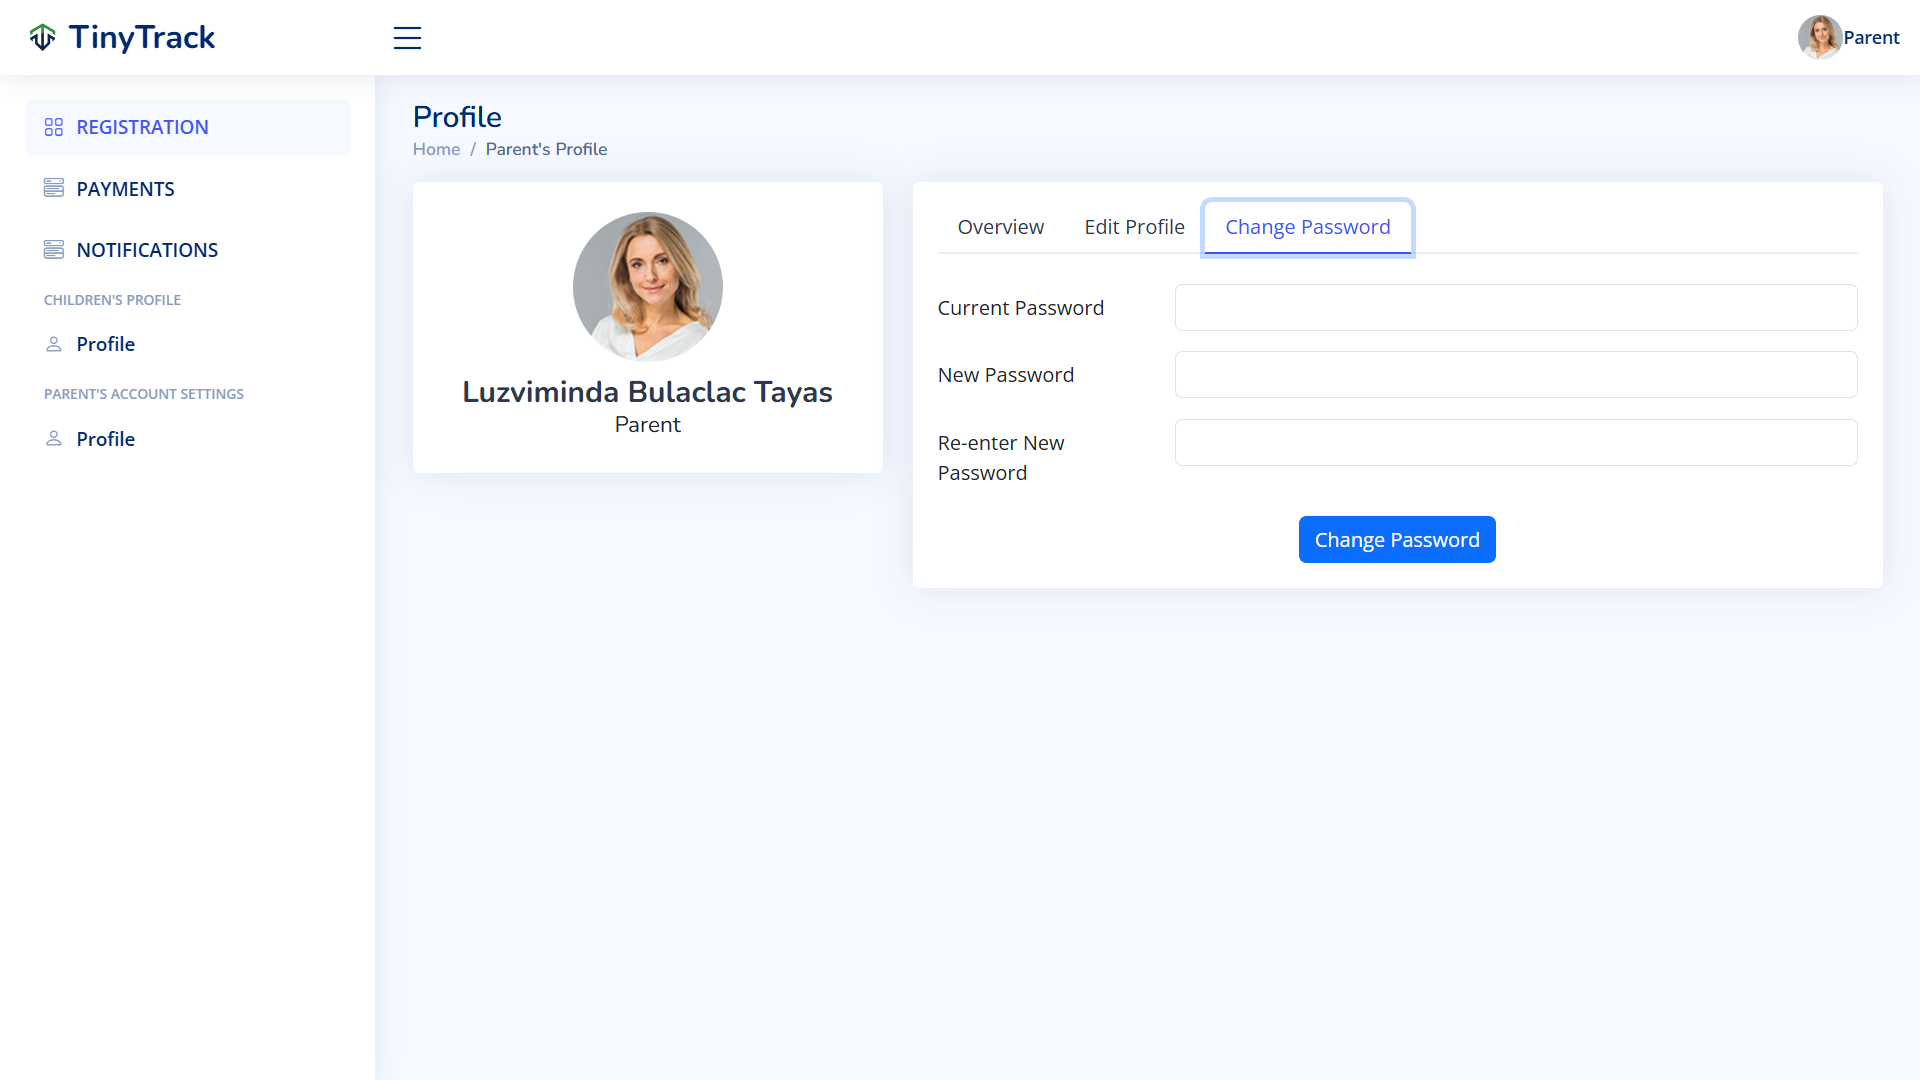 TinyTrack
Parent
REGISTRATION
PAYMENTS
NOTIFICATIONS
CHILDREN'S PROFILE
Profile
PARENT'S ACCOUNT SETTINGS
Profile
Profile
Home / Parent's Profile
Luzviminda Bulaclac Tayas
Parent
Overview Edit Profile Change Password
Current Password
New Password
Re-enter New
Password
Change Password